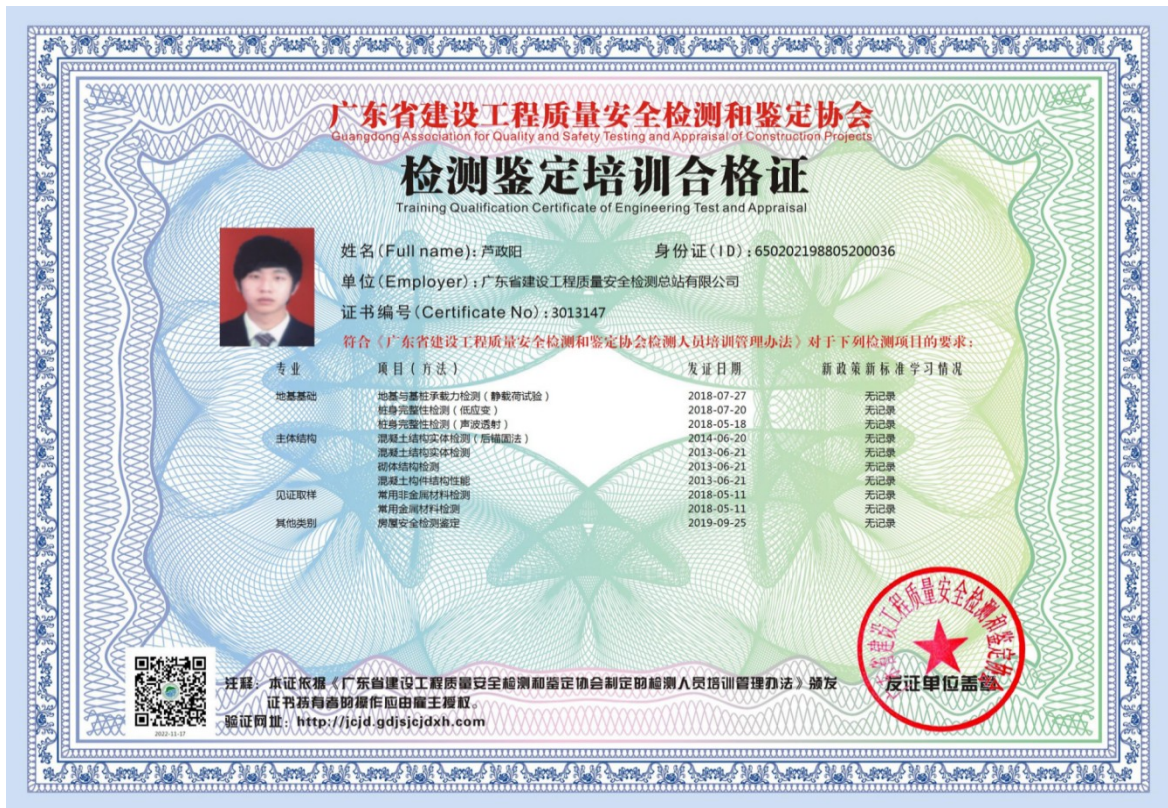 广东省建设工程质量安全检测和鉴定协会
Guangdong Association for Quality and Safety Testing and Appraisal of Construction Projects
检测鉴定培训合格证
Training Qualification Certificate of Engineering Test and Appraisal
姓名(Full name):芦政阳 身份证(ID):650202198805200036
单位(Employer):广东省建设工程质量安全检测总站有限公司
证书编号(Certificate No):3013147
符合《广东省建设工程质量安全检测和鉴定协会检测人员培训管理办法》对于下列检测项目的要求:
专业 项目(方法) 发证日期 新政策新标准学习情况
地基基础 地基与基桩承载力检测(静载荷试验) 2018-07-27 无记录
桩身完整性检测(低应变) 2018-07-20 无记录
桩身完整性检测(声波透射) 2018-05-18 无记录
主体结构 混凝土结构实体检测(后锚固法) 2014-06-20 无记录
混凝土结构实体检测 2013-06-21 无记录
砌体结构检测 2013-06-21 无记录
混凝土构件结构性能 2013-06-21 无记录
见证取样 常用非金属材料检测 2018-05-11 无记录
常用金属材料检测 2018-05-11 无记录
其他类别 房屋安全检测鉴定 2019-09-25 无记录
注释:本证依据《广东省建设工程质量安全检测和鉴定协会制定的检测人员培训管理办法》颁发
证书持有者的操作应由雇主授权。
验证网址:http://jcjd.gdjsjcjdxh.com
2022-11-17
广东省建设工程质量安全检测和鉴定协会
发证单位盖章